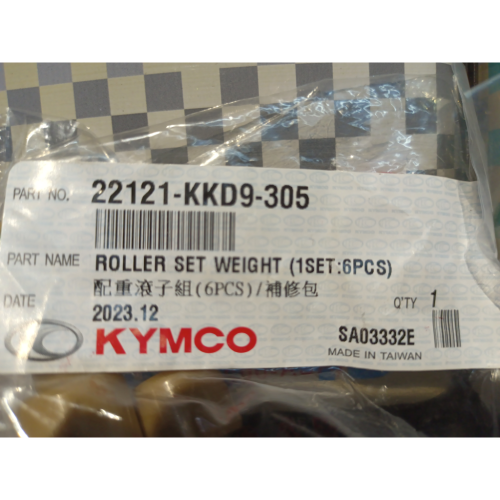 PART NO. 22121-KKD9-305
PART NAME ROLLER SET WEIGHT (1SET:6PCS)
配重滾子組(6PCS)/補修包
DATE 2023.12
Q'TY 1
KYMCO
SA03332E
MADE IN TAIWAN